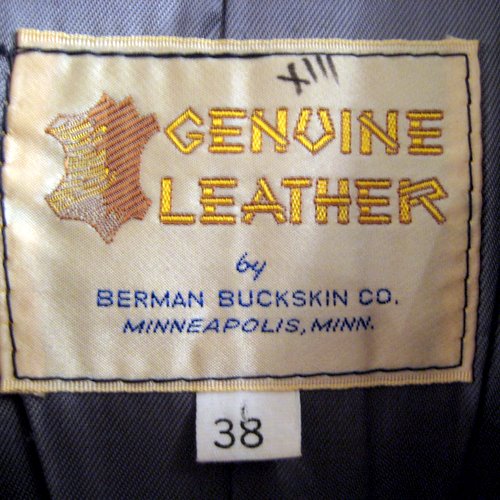 XIII
GENUINE
LEATHER
by
BERMAN BUCKSKIN CO.
MINNEAPOLIS, MINN.
38